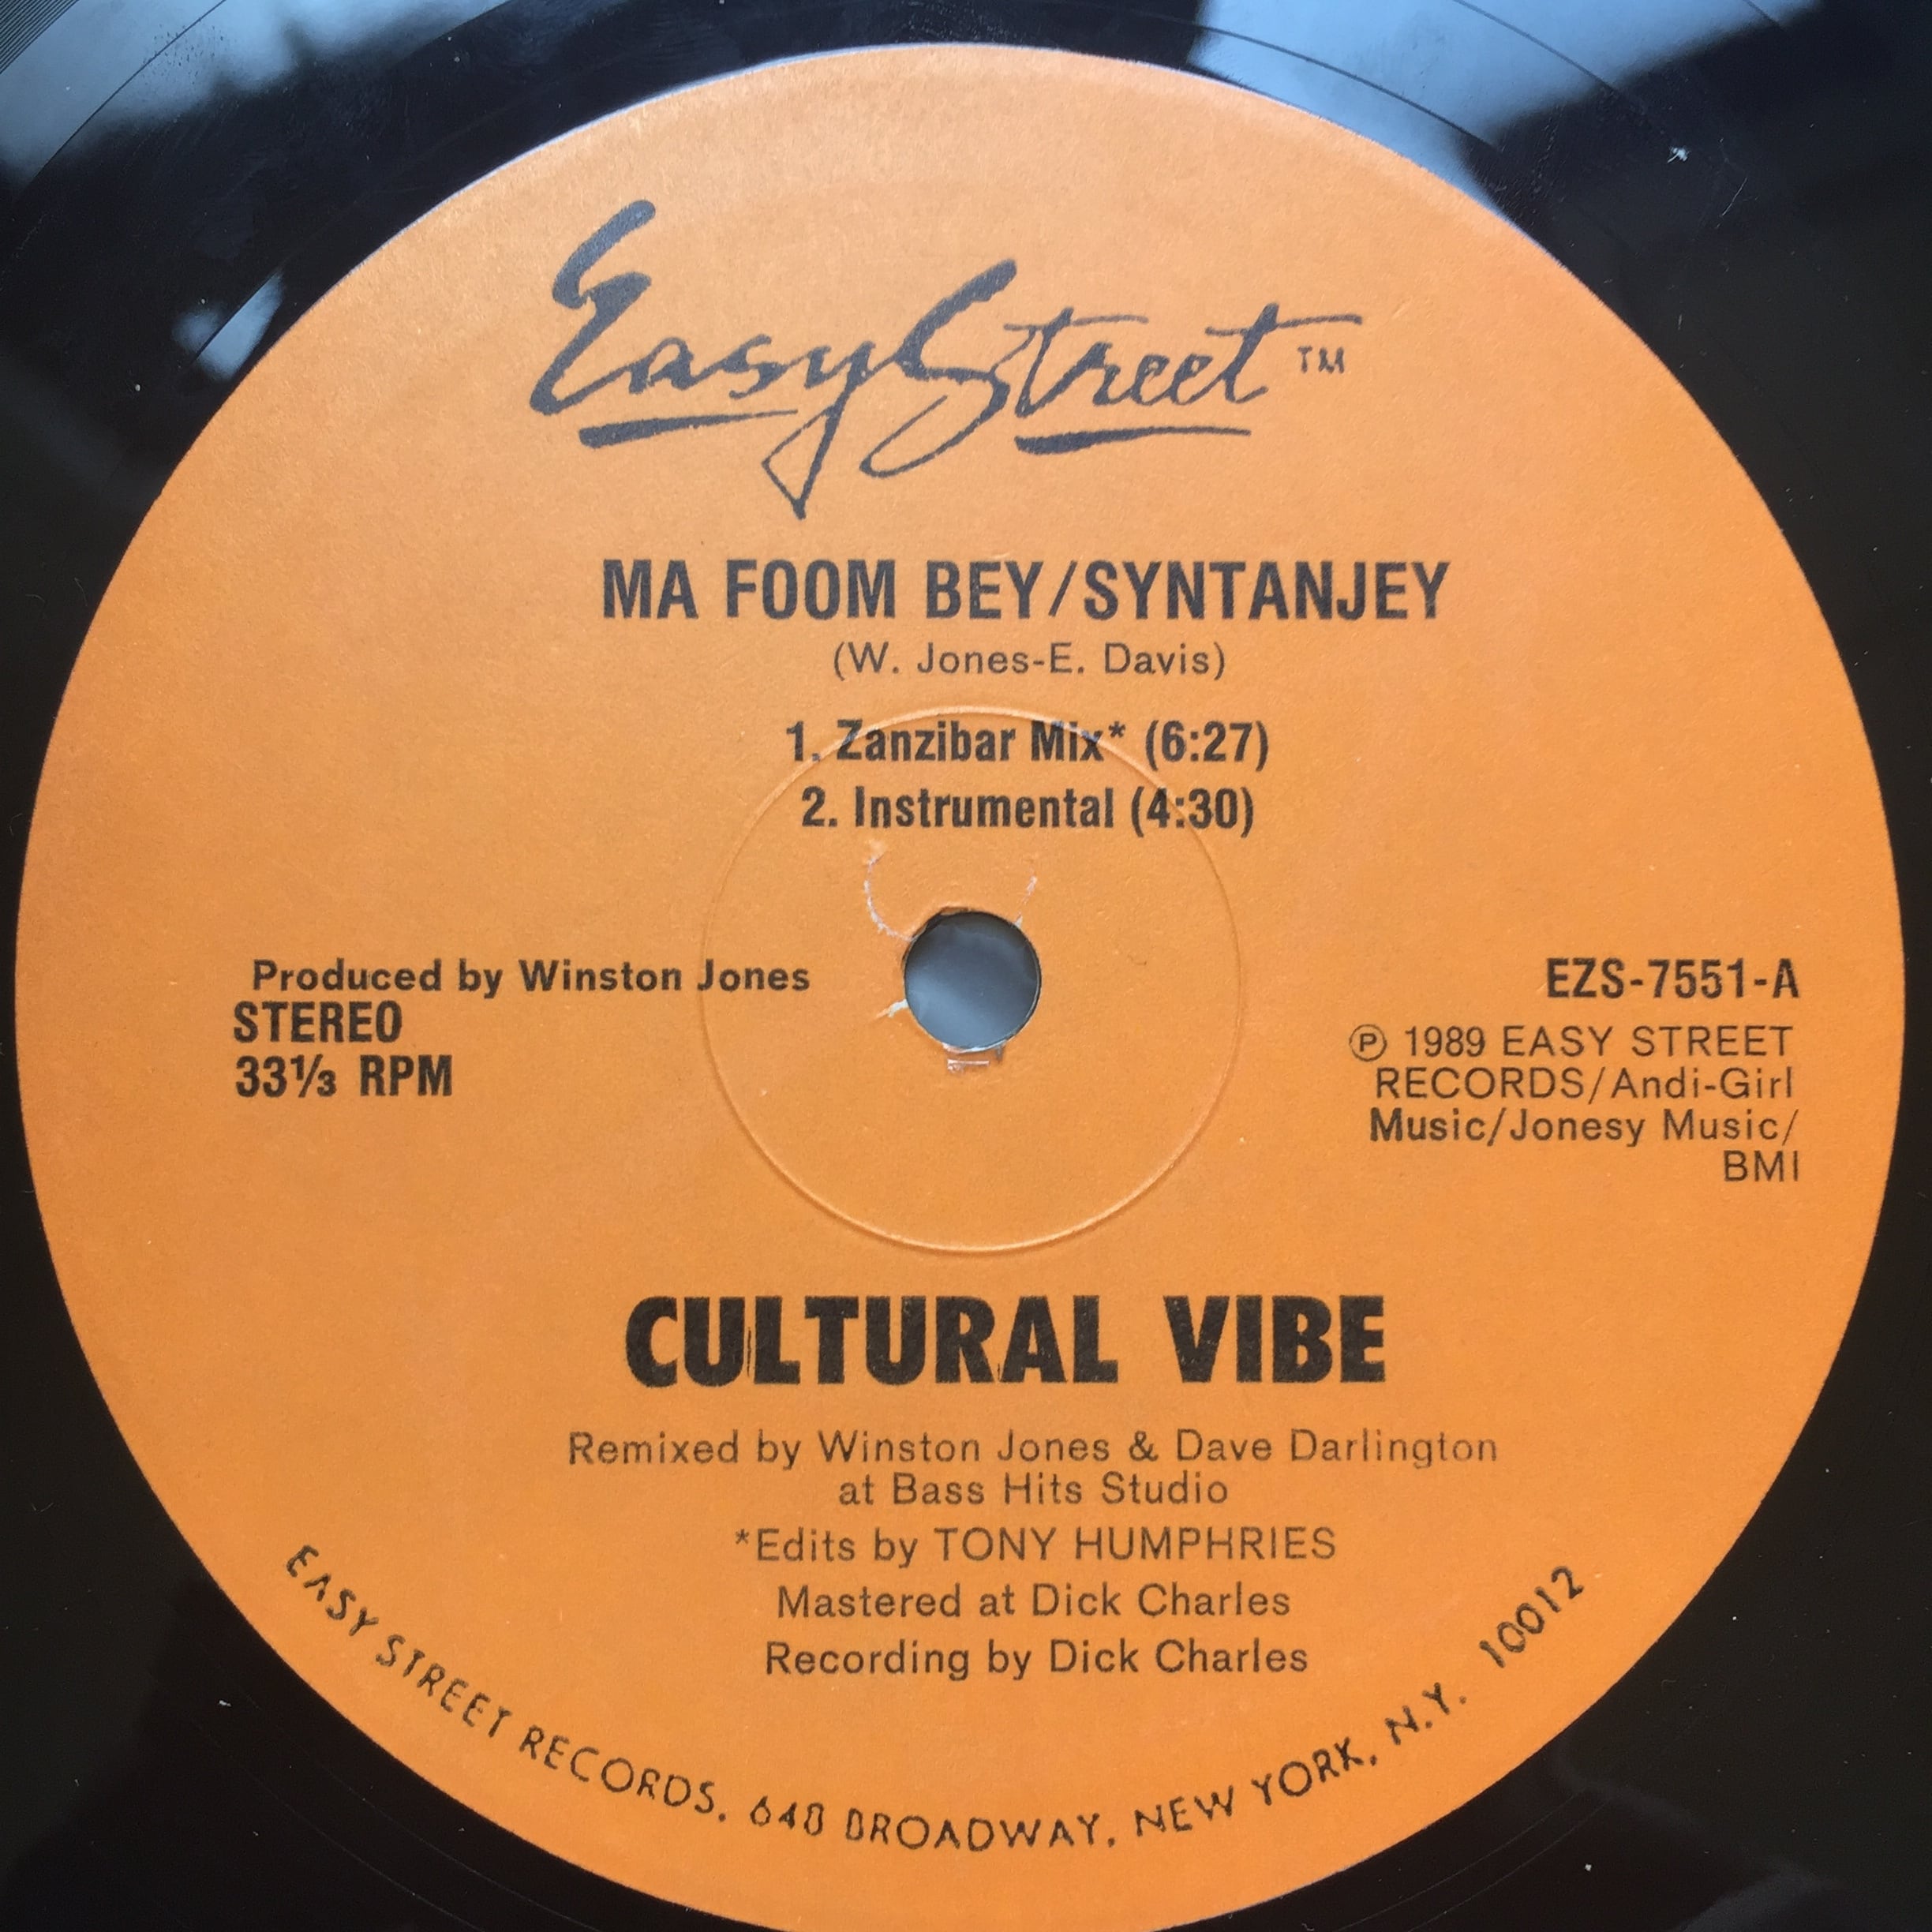 Easy Street™
MA FOOM BEY/SYNTANJEY
(W. Jones-E. Davis)
1. Zanzibar Mix* (6:27)
2. Instrumental (4:30)
Produced by Winston Jones
STEREO
33⅓ RPM
EZS-7551-A
℗ 1989 EASY STREET
RECORDS/Andi-Girl
Music/Jonesy Music/
BMI
CULTURAL VIBE
Remixed by Winston Jones & Dave Darlington
at Bass Hits Studio
*Edits by TONY HUMPHRIES
Mastered at Dick Charles
Recording by Dick Charles
EASY STREET RECORDS, 648 BROADWAY, NEW YORK, N.Y. 10012